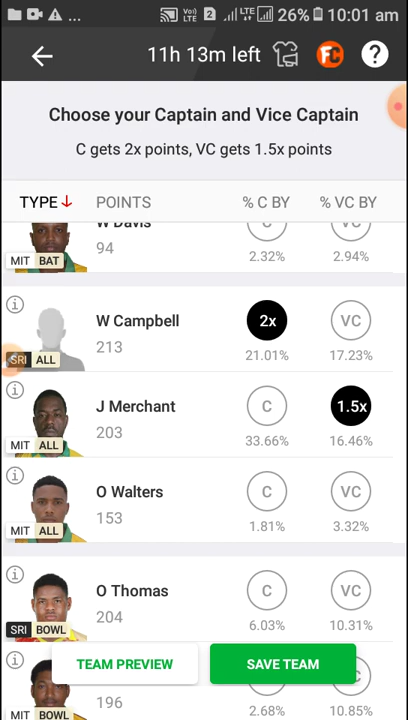 26% 10:01 am
11h 13m left FC ?
Choose your Captain and Vice Captain
C gets 2x points, VC gets 1.5x points
TYPE POINTS % C BY % VC BY
W Davis C VC
94 2.32% 2.94%
MIT BAT
W Campbell 2x VC
213 21.01% 17.23%
SRI ALL
J Merchant C 1.5x
203 33.66% 16.46%
MIT ALL
O Walters C VC
153 1.81% 3.32%
MIT ALL
O Thomas C VC
204 6.03% 10.31%
SRI BOWL
TEAM PREVIEW SAVE TEAM
196 2.68% 10.85%
MIT BOWL